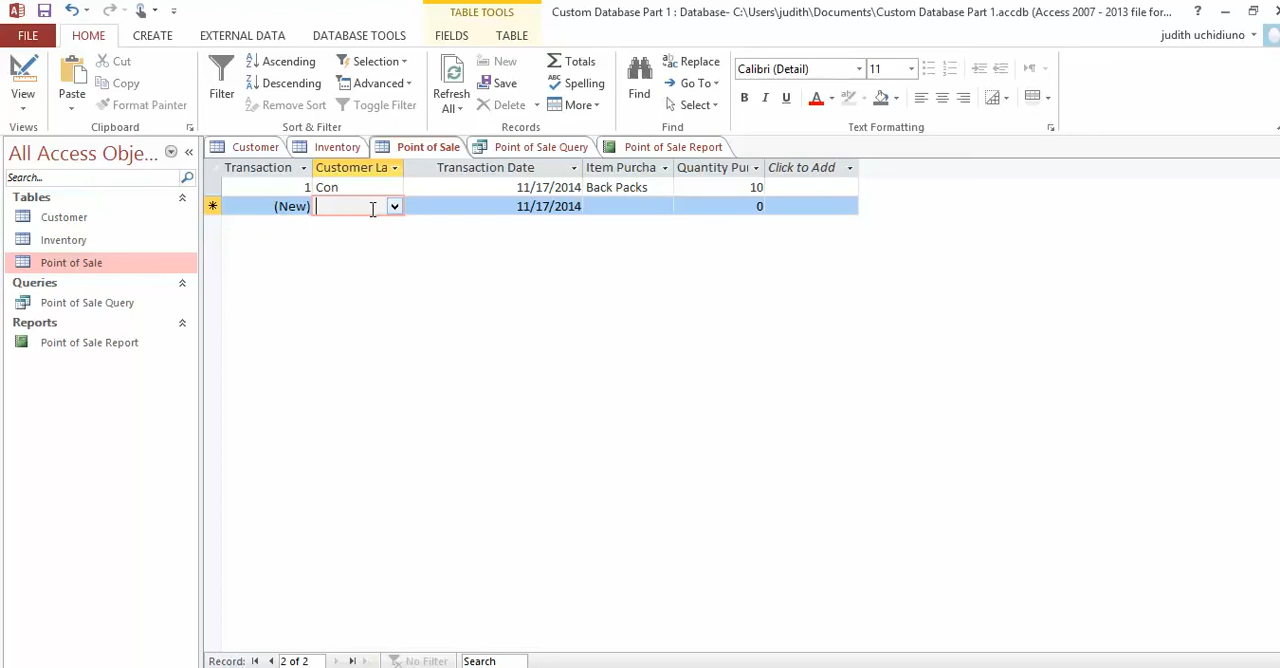 TABLE TOOLS
Custom Database Part 1 : Database- C:\Users\judith\Documents\Custom Database Part 1.accdb (Access 2007 - 2013 file for...
?
FILE HOME CREATE EXTERNAL DATA DATABASE TOOLS FIELDS TABLE
judith uchidiuno
View
Views
Paste
Cut
Copy
Format Painter
Clipboard
Filter
Ascending
Descending
Remove Sort
Selection
Advanced
Toggle Filter
Sort & Filter
Refresh All
New
Save
Delete
Totals
Spelling
More
Records
Find
Replace
Go To
Select
Find
Calibri (Detail) 11
B I U A
Text Formatting
All Access Obje...
Search...
Tables
Customer
Inventory
Point of Sale
Queries
Point of Sale Query
Reports
Point of Sale Report
Customer Inventory Point of Sale Point of Sale Query Point of Sale Report
Transaction Customer La Transaction Date Item Purcha Quantity Pur Click to Add
1 Con 11/17/2014 Back Packs 10
* (New) 11/17/2014 0
Record: 2 of 2 No Filter Search